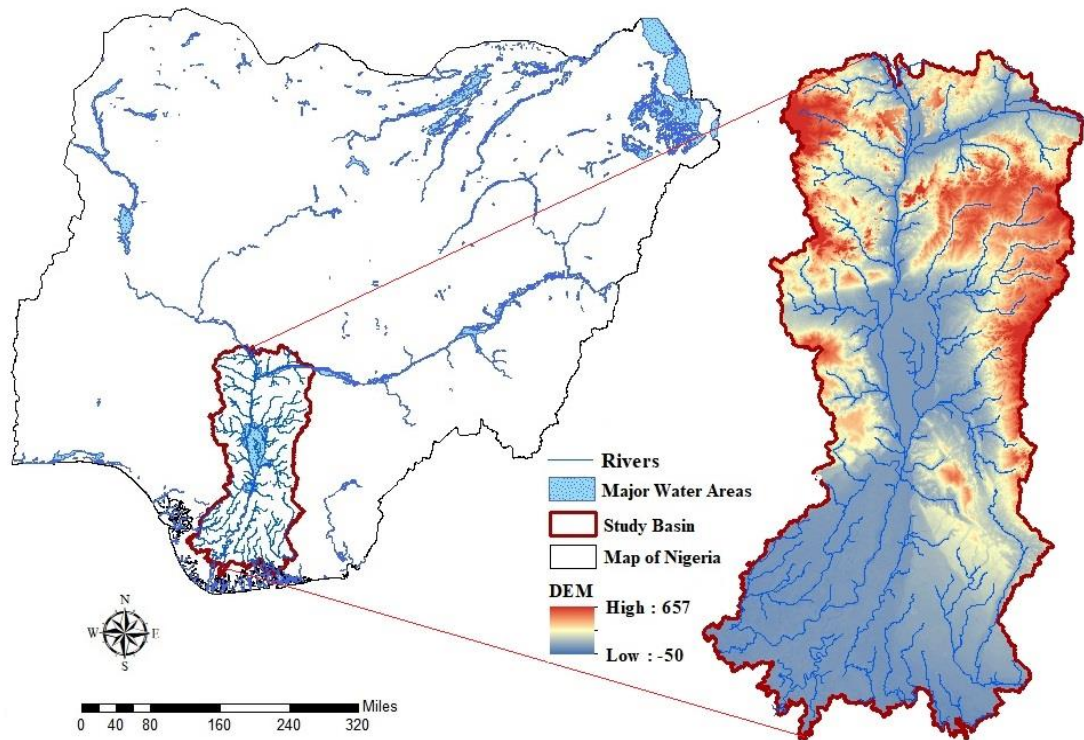 Rivers
Major Water Areas
Study Basin
Map of Nigeria
DEM
High : 657
Low : -50
N
W E
S
Miles
0 20 40 80 160 240 320